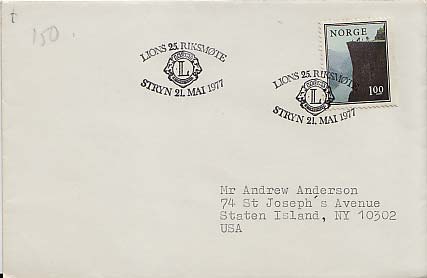 150.
LIONS 25. RIKSMØTE
L
STRYN 21. MAI 1977
LIONS 25. RIKSMØTE
L
STRYN 21. MAI 1977
NORGE
1.00
Mr Andrew Anderson
74 St Joseph´s Avenue
Staten Island, NY 10302
USA